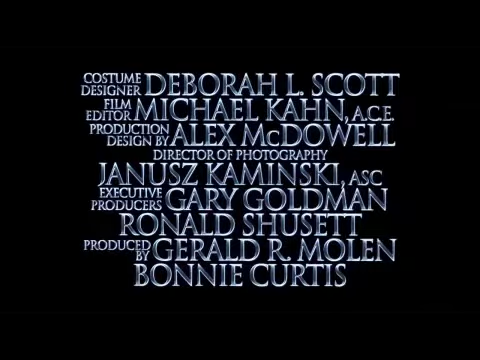 COSTUME DESIGNER DEBORAH L. SCOTT
FILM EDITOR MICHAEL KAHN, A.C.E.
PRODUCTION DESIGN BY ALEX McDOWELL
DIRECTOR OF PHOTOGRAPHY
JANUSZ KAMINSKI, ASC
EXECUTIVE PRODUCERS GARY GOLDMAN
RONALD SHUSETT
PRODUCED BY GERALD R. MOLEN
BONNIE CURTIS